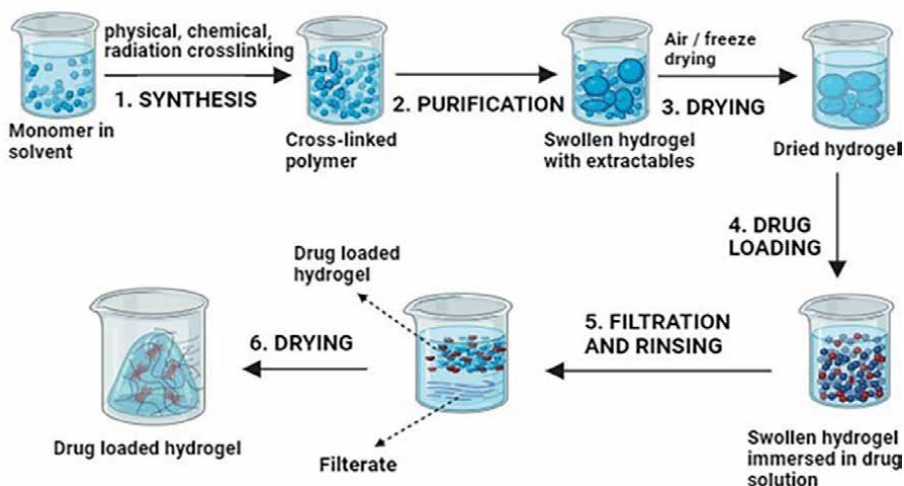 physical, chemical,
radiation crosslinking
1. SYNTHESIS
Monomer in
solvent
Cross-linked
polymer
2. PURIFICATION
Swollen hydrogel
with extractables
Air / freeze
drying
3. DRYING
Dried hydrogel
4. DRUG
LOADING
Swollen hydrogel
immersed in drug
solution
5. FILTRATION
AND RINSING
Drug loaded
hydrogel
Filterate
6. DRYING
Drug loaded hydrogel